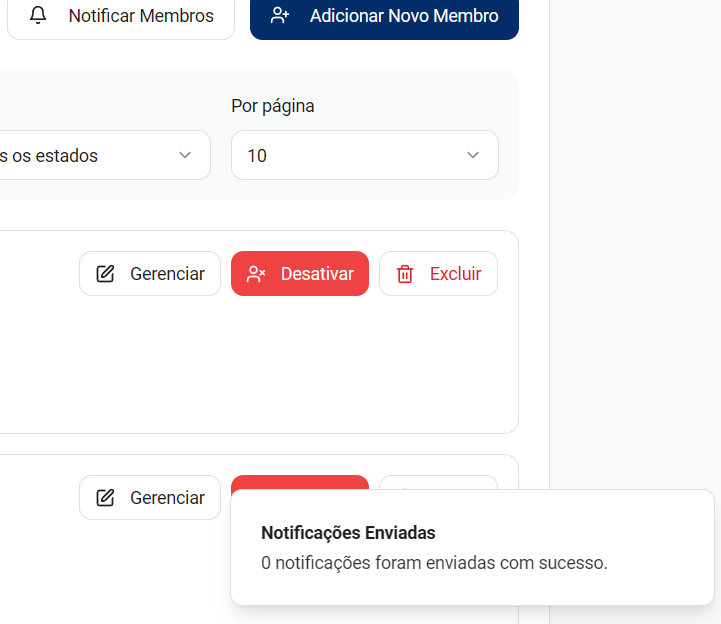 Notificar Membros
Adicionar Novo Membro
Por página
s os estados
10
Gerenciar
Desativar
Excluir
Gerenciar
Notificações Enviadas
0 notificações foram enviadas com sucesso.